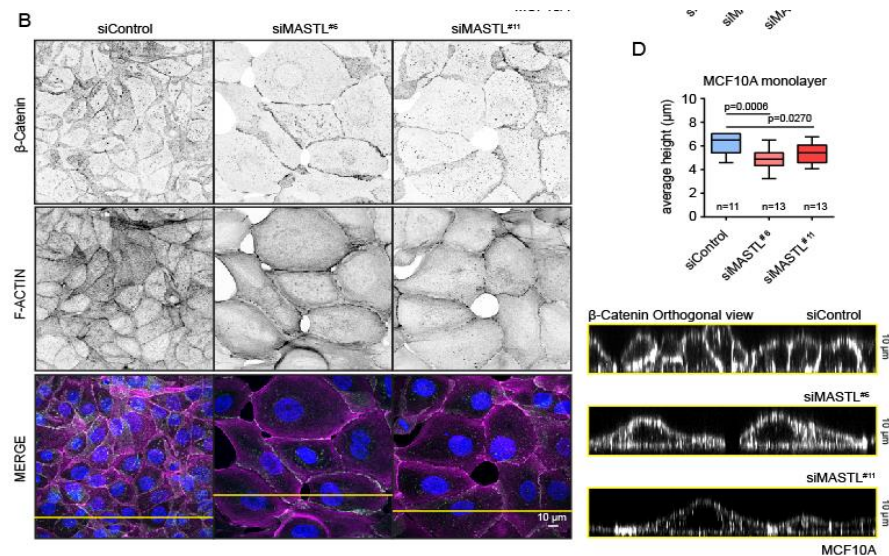 B
siControl siMASTL#6 siMASTL#11
β-Catenin
F-ACTIN
MERGE
10 μm
siMA
D
MCF10A monolayer
p=0.0006
p=0.0270
average height (μm)
10
8
6
4
2
0
n=11 n=13 n=13
siControl
siMASTL#6
siMASTL#11
β-Catenin Orthogonal view siControl
10 μm
siMASTL#6
10 μm
siMASTL#11
10 μm
MCF10A